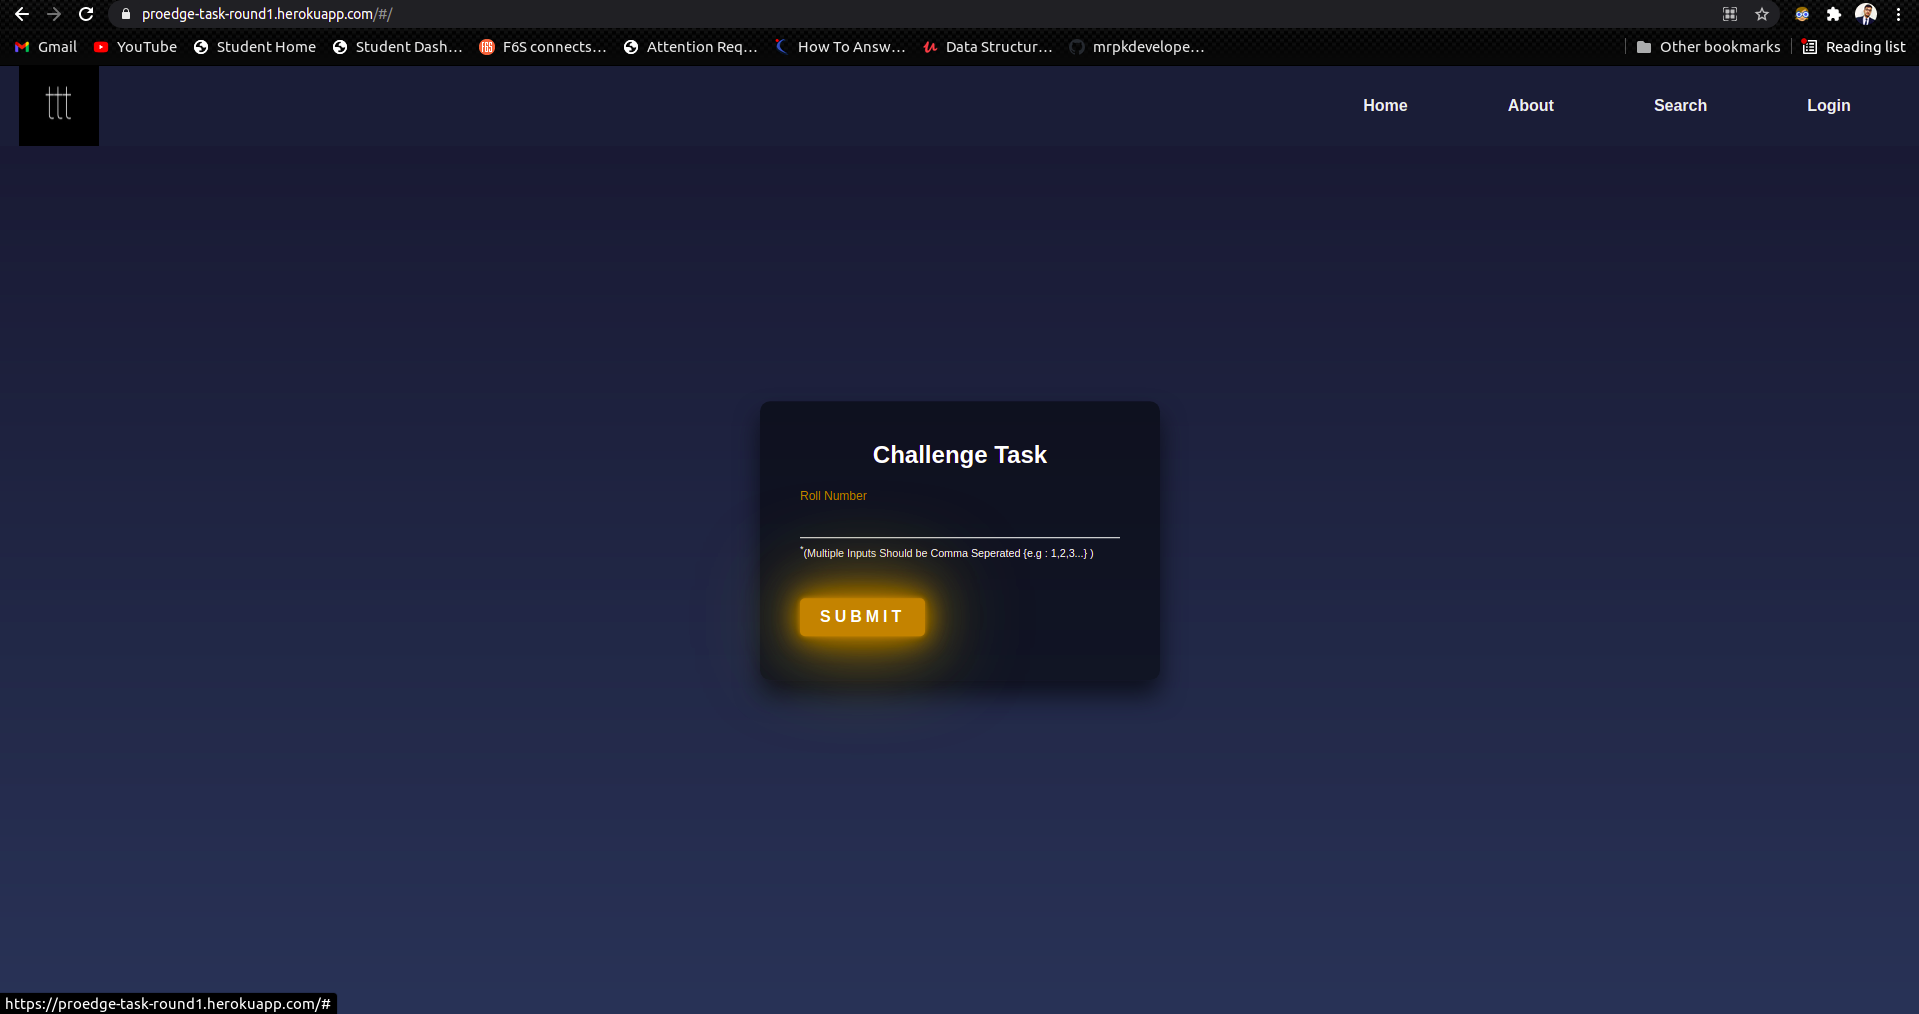 proedge-task-round1.herokuapp.com/#/
Gmail YouTube Student Home Student Dash... F6S connects... Attention Req... How To Answ... Data Structur... mrpkdevelope... Other bookmarks Reading list
ttt Home About Search Login
Challenge Task
Roll Number
*(Multiple Inputs Should be Comma Seperated {e.g : 1,2,3...} )
SUBMIT
https://proedge-task-round1.herokuapp.com/#